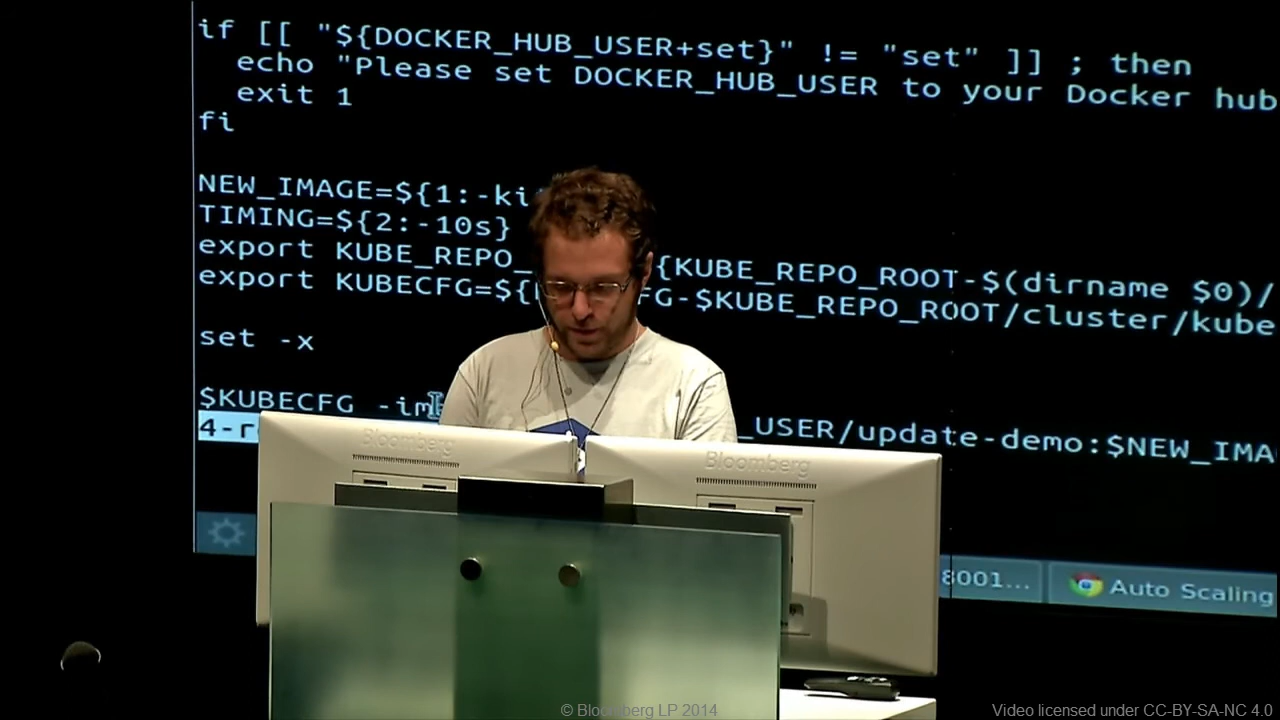 if [[ "${DOCKER_HUB_USER+set}" != "set" ]] ; then
echo "Please set DOCKER_HUB_USER to your Docker hub
exit 1
fi
NEW_IMAGE=${1:-ki
TIMING=${2:-10s}
export KUBE_REPO_ {KUBE_REPO_ROOT-$(dirname $0)/
export KUBECFG=${ FG-$KUBE_REPO_ROOT/cluster/kube
set -x
$KUBECFG -im _USER/update-demo:$NEW_IMA
4-r
Bloomberg
Bloomberg
8001...
Auto Scaling
© Bloomberg LP 2014
Video licensed under CC-BY-SA-NC 4.0